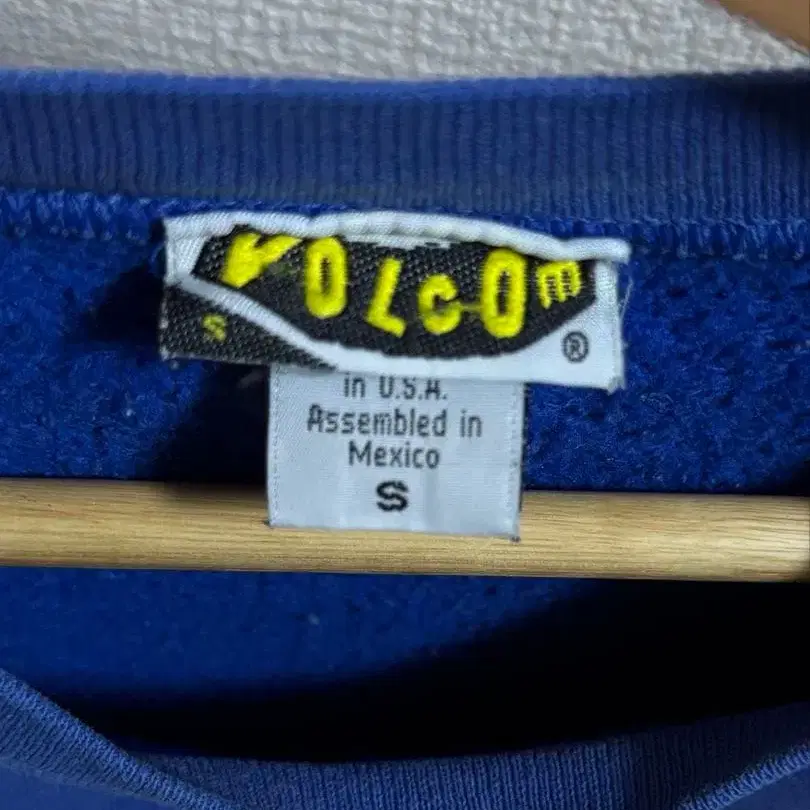 VOLCOM
S
®
in U.S.A.
Assembled in
Mexico
S